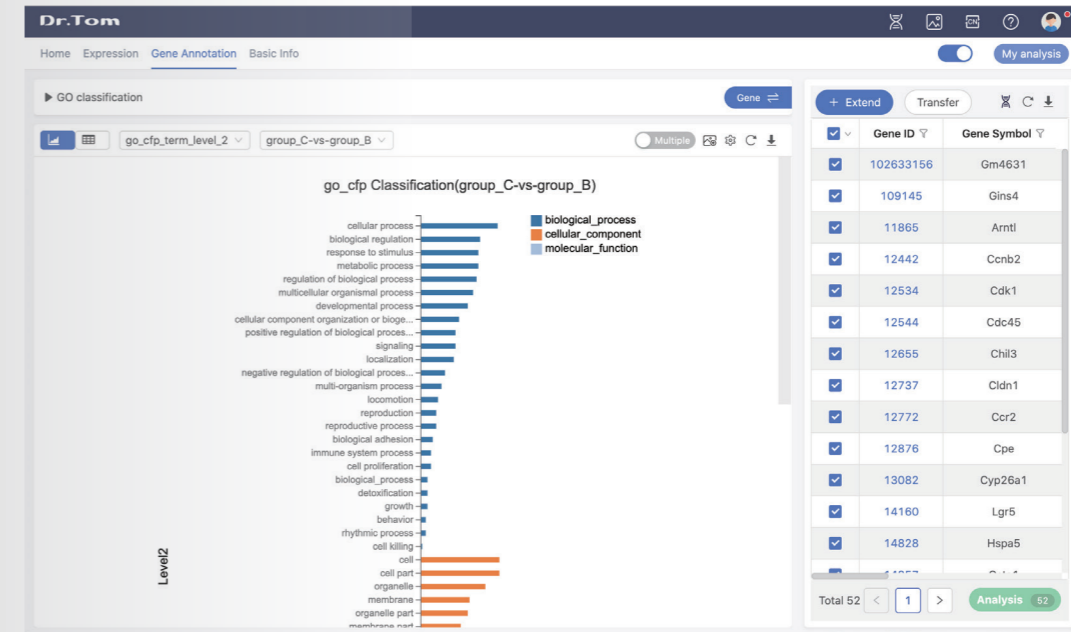 Dr.Tom
CN
Home Expression Gene Annotation Basic Info
My analysis
GO classification
Gene
go_cfp_term_level_2
group_C-vs-group_B
Multiple
go_cfp Classification(group_C-vs-group_B)
biological_process
cellular_component
molecular_function
cellular process
biological regulation
response to stimulus
metabolic process
regulation of biological process
multicellular organismal process
developmental process
cellular component organization or bioge...
positive regulation of biological proces...
signaling
localization
negative regulation of biological proces...
multi-organism process
locomotion
reproduction
reproductive process
biological adhesion
immune system process
cell proliferation
biological_process
detoxification
growth
behavior
rhythmic process
cell killing
cell
cell part
organelle
membrane
organelle part
membrane part
Level2
+ Extend Transfer
Gene ID Gene Symbol
102633156 Gm4631
109145 Gins4
11865 Arntl
12442 Ccnb2
12534 Cdk1
12544 Cdc45
12655 Chil3
12737 Cldn1
12772 Ccr2
12876 Cpe
13082 Cyp26a1
14160 Lgr5
14828 Hspa5
Total 52 < 1 > Analysis 52